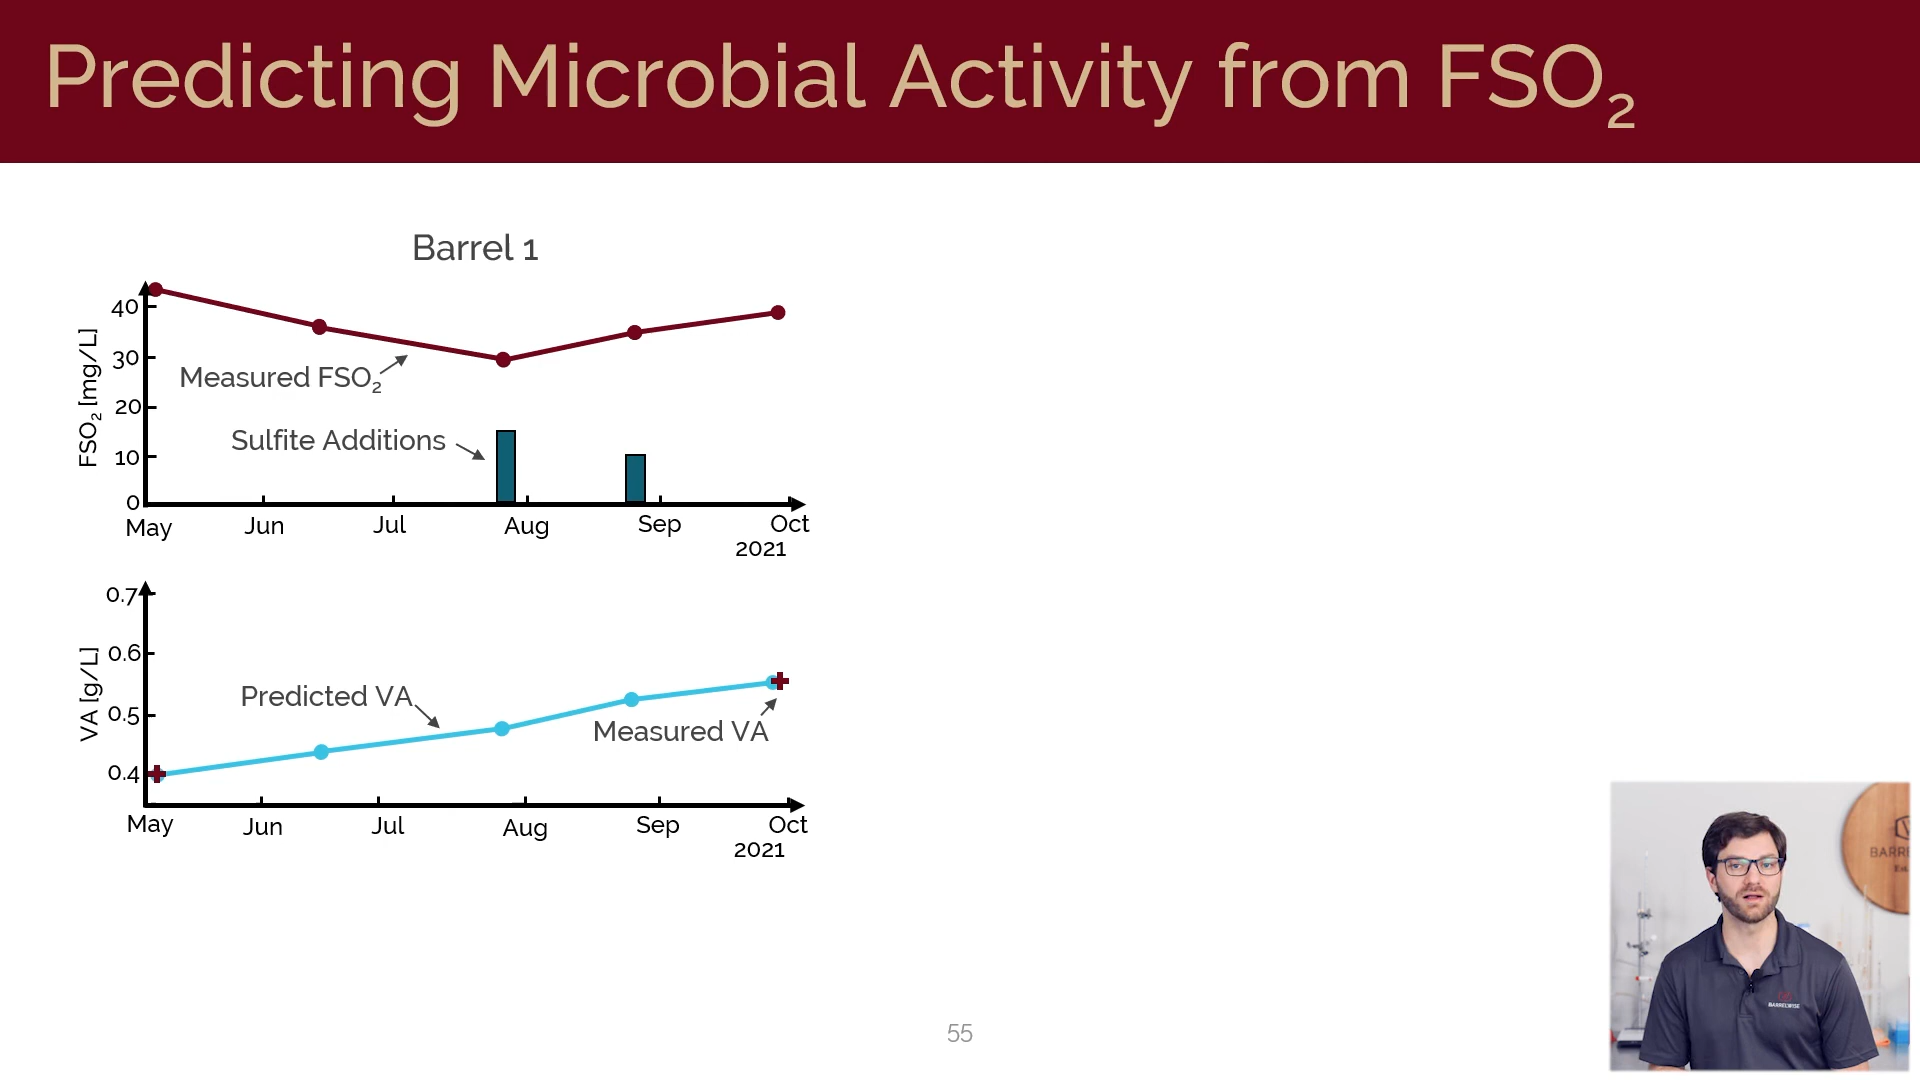 Predicting Microbial Activity from FSO₂
Barrel 1
FSO₂ [mg/L]
40
30
20
10
0
Measured FSO₂
Sulfite Additions
May Jun Jul Aug Sep Oct
2021
VA [g/L]
0.7
0.6
0.5
0.4
Predicted VA
Measured VA
May Jun Jul Aug Sep Oct
2021
BARRELWISE
55